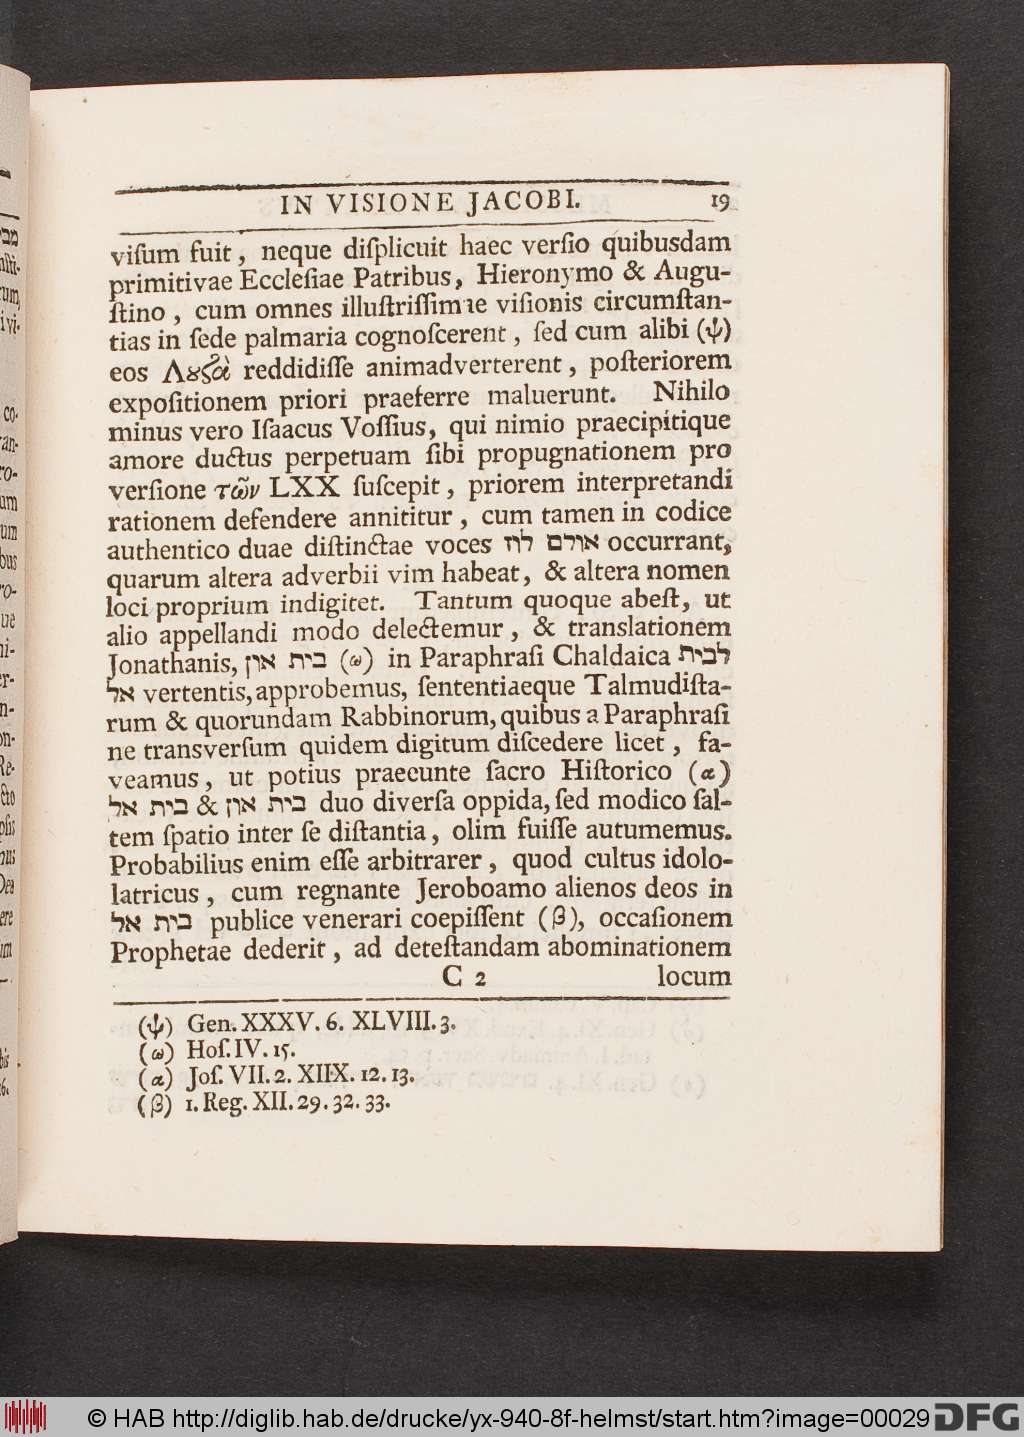 IN VISIONE JACOBI. 19
viſum fuit, neque diſplicuit haec verſio quibusdam
primitivae Eccleſiae Patribus, Hieronymo & Augu-
ſtino, cum omnes illuſtriſſimae viſionis circumſtan-
tias in ſede palmaria cognoſcerent, ſed cum alibi (ψ)
eos Λȣζὰ reddidiſſe animadverterent, poſteriorem
expoſitionem priori praeferre maluerunt. Nihilo
minus vero Iſaacus Voſſius, qui nimio praecipitique
amore ductus perpetuam ſibi propugnationem pro
verſione τῶν LXX ſuſcepit, priorem interpretandi
rationem defendere annititur, cum tamen in codice
authentico duae diſtinctae voces אולם לוז occurrant,
quarum altera adverbii vim habeat, & altera nomen
loci proprium indigitet. Tantum quoque abeſt, ut
alio appellandi modo delectemur, & translationem
Jonathanis, בית און (ω) in Paraphraſi Chaldaica לבית
אל vertentis, approbemus, ſententiaeque Talmudiſta-
rum & quorundam Rabbinorum, quibus a Paraphraſi
ne transverſum quidem digitum diſcedere licet, fa-
veamus, ut potius praeeunte ſacro Hiſtorico (α)
בית און & בית אל duo diverſa oppida, ſed modico ſal-
tem ſpatio inter ſe diſtantia, olim fuiſſe autumemus.
Probabilius enim eſſe arbitrarer, quod cultus idolo-
latricus, cum regnante Jeroboamo alienos deos in
בית אל publice venerari coepiſſent (β), occaſionem
Prophetae dederit, ad deteſtandam abominationem
C 2 locum
(ψ) Gen. XXXV. 6. XLVIII. 3.
(ω) Hoſ. IV. 15.
(α) Joſ. VII. 2. XIIX. 12. 13.
(β) 1. Reg. XII. 29. 32. 33.
© HAB http://diglib.hab.de/drucke/yx-940-8f-helmst/start.htm?image=00029 DFG